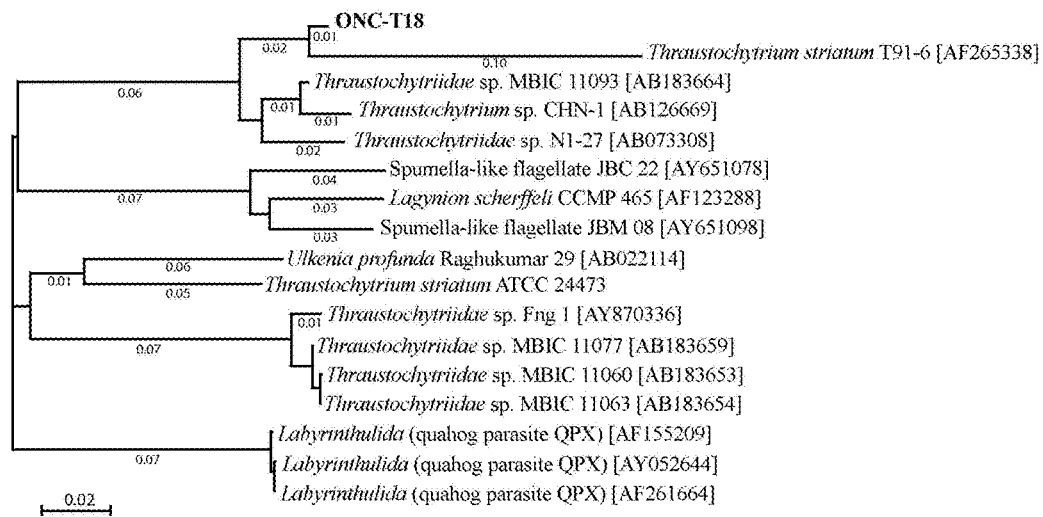 ONC-T18
0.01
0.02
Thraustochytrium striatum T91-6 [AF265338]
0.10
Thraustochytriidae sp. MBIC 11093 [AB183664]
0.06
0.01
Thraustochytrium sp. CHN-1 [AB126669]
0.01
Thraustochytriidae sp. N1-27 [AB073308]
0.02
Spumella-like flagellate JBC 22 [AY651078]
0.04
0.07
Lagynion scherffeli CCMP 465 [AF123288]
0.03
Spumella-like flagellate JBM 08 [AY651098]
0.03
Ulkenia profunda Raghukumar 29 [AB022114]
0.06
0.01
Thraustochytrium striatum ATCC 24473
0.05
Thraustochytriidae sp. Fng 1 [AY870336]
0.01
0.07
Thraustochytriidae sp. MBIC 11077 [AB183659]
Thraustochytriidae sp. MBIC 11060 [AB183653]
Thraustochytriidae sp. MBIC 11063 [AB183654]
Labyrinthulida (quahog parasite QPX) [AF155209]
0.07
Labyrinthulida (quahog parasite QPX) [AY052644]
Labyrinthulida (quahog parasite QPX) [AF261664]
0.02